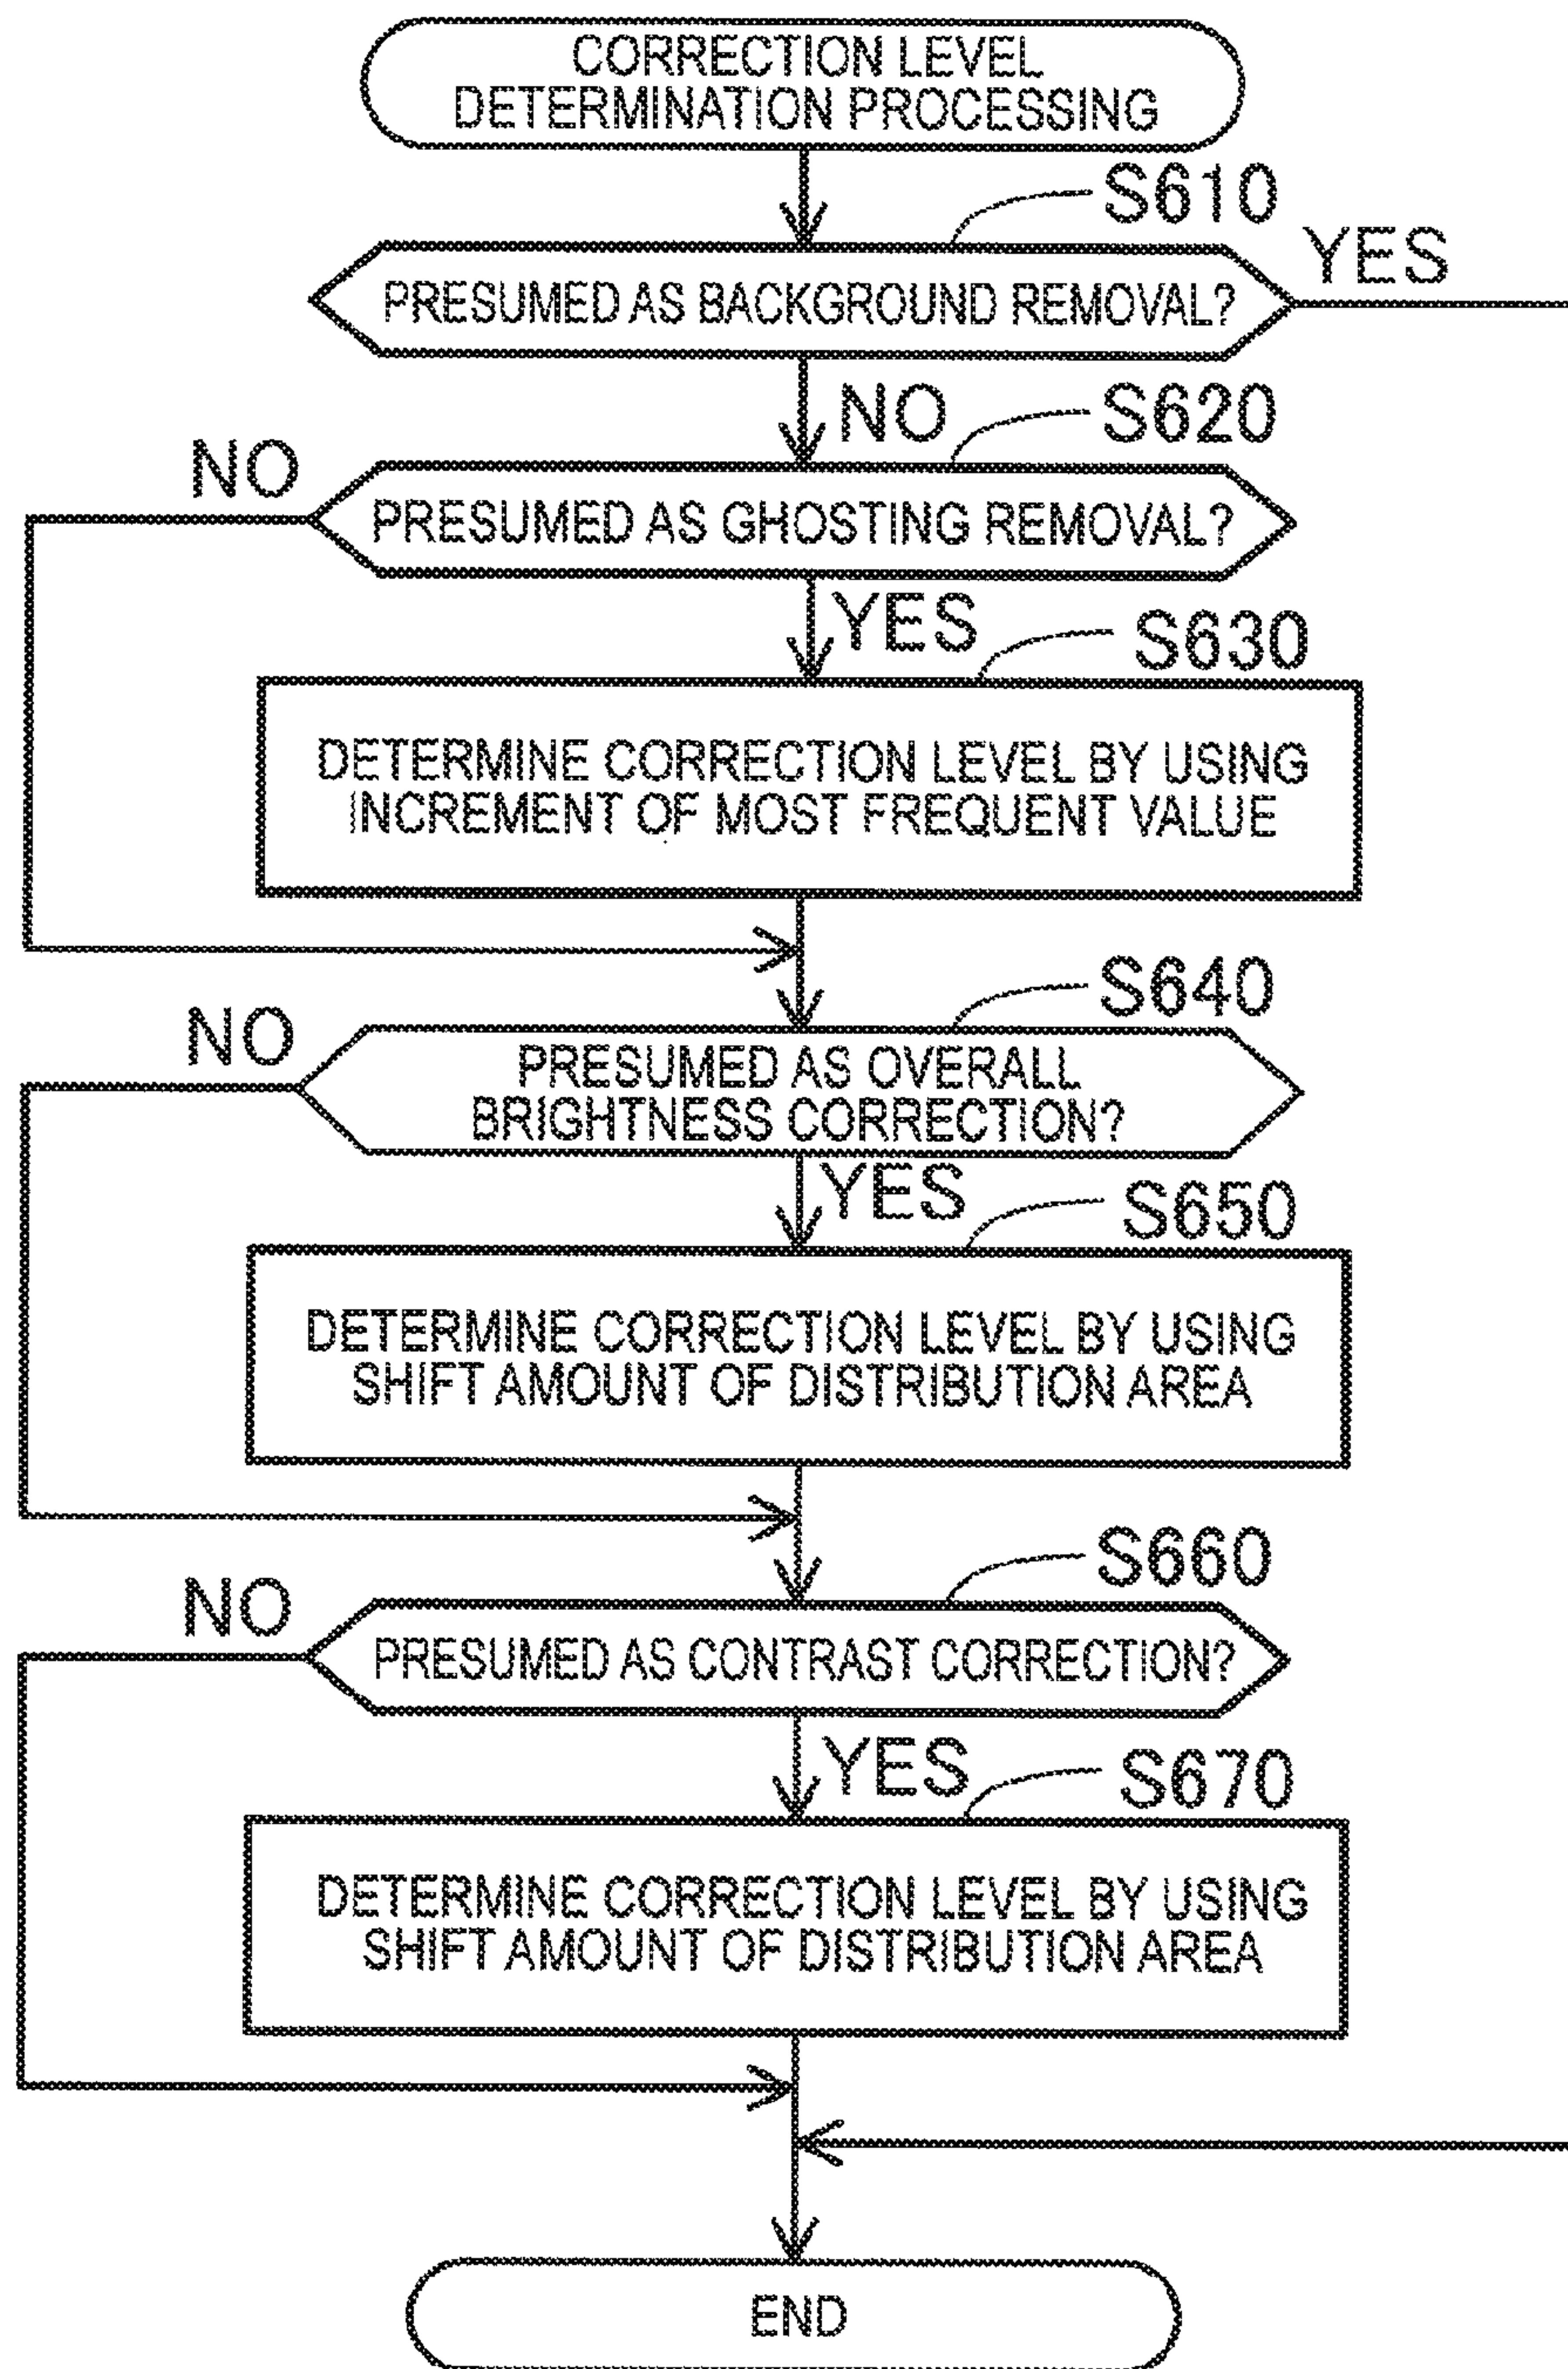 CORRECTION LEVEL
DETERMINATION PROCESSING
S610
YES
PRESUMED AS BACKGROUND REMOVAL?
NO
S620
NO
PRESUMED AS GHOSTING REMOVAL?
YES
S630
DETERMINE CORRECTION LEVEL BY USING
INCREMENT OF MOST FREQUENT VALUE
S640
NO
PRESUMED AS OVERALL
BRIGHTNESS CORRECTION?
YES
S650
DETERMINE CORRECTION LEVEL BY USING
SHIFT AMOUNT OF DISTRIBUTION AREA
S660
NO
PRESUMED AS CONTRAST CORRECTION?
YES
S670
DETERMINE CORRECTION LEVEL BY USING
SHIFT AMOUNT OF DISTRIBUTION AREA
END